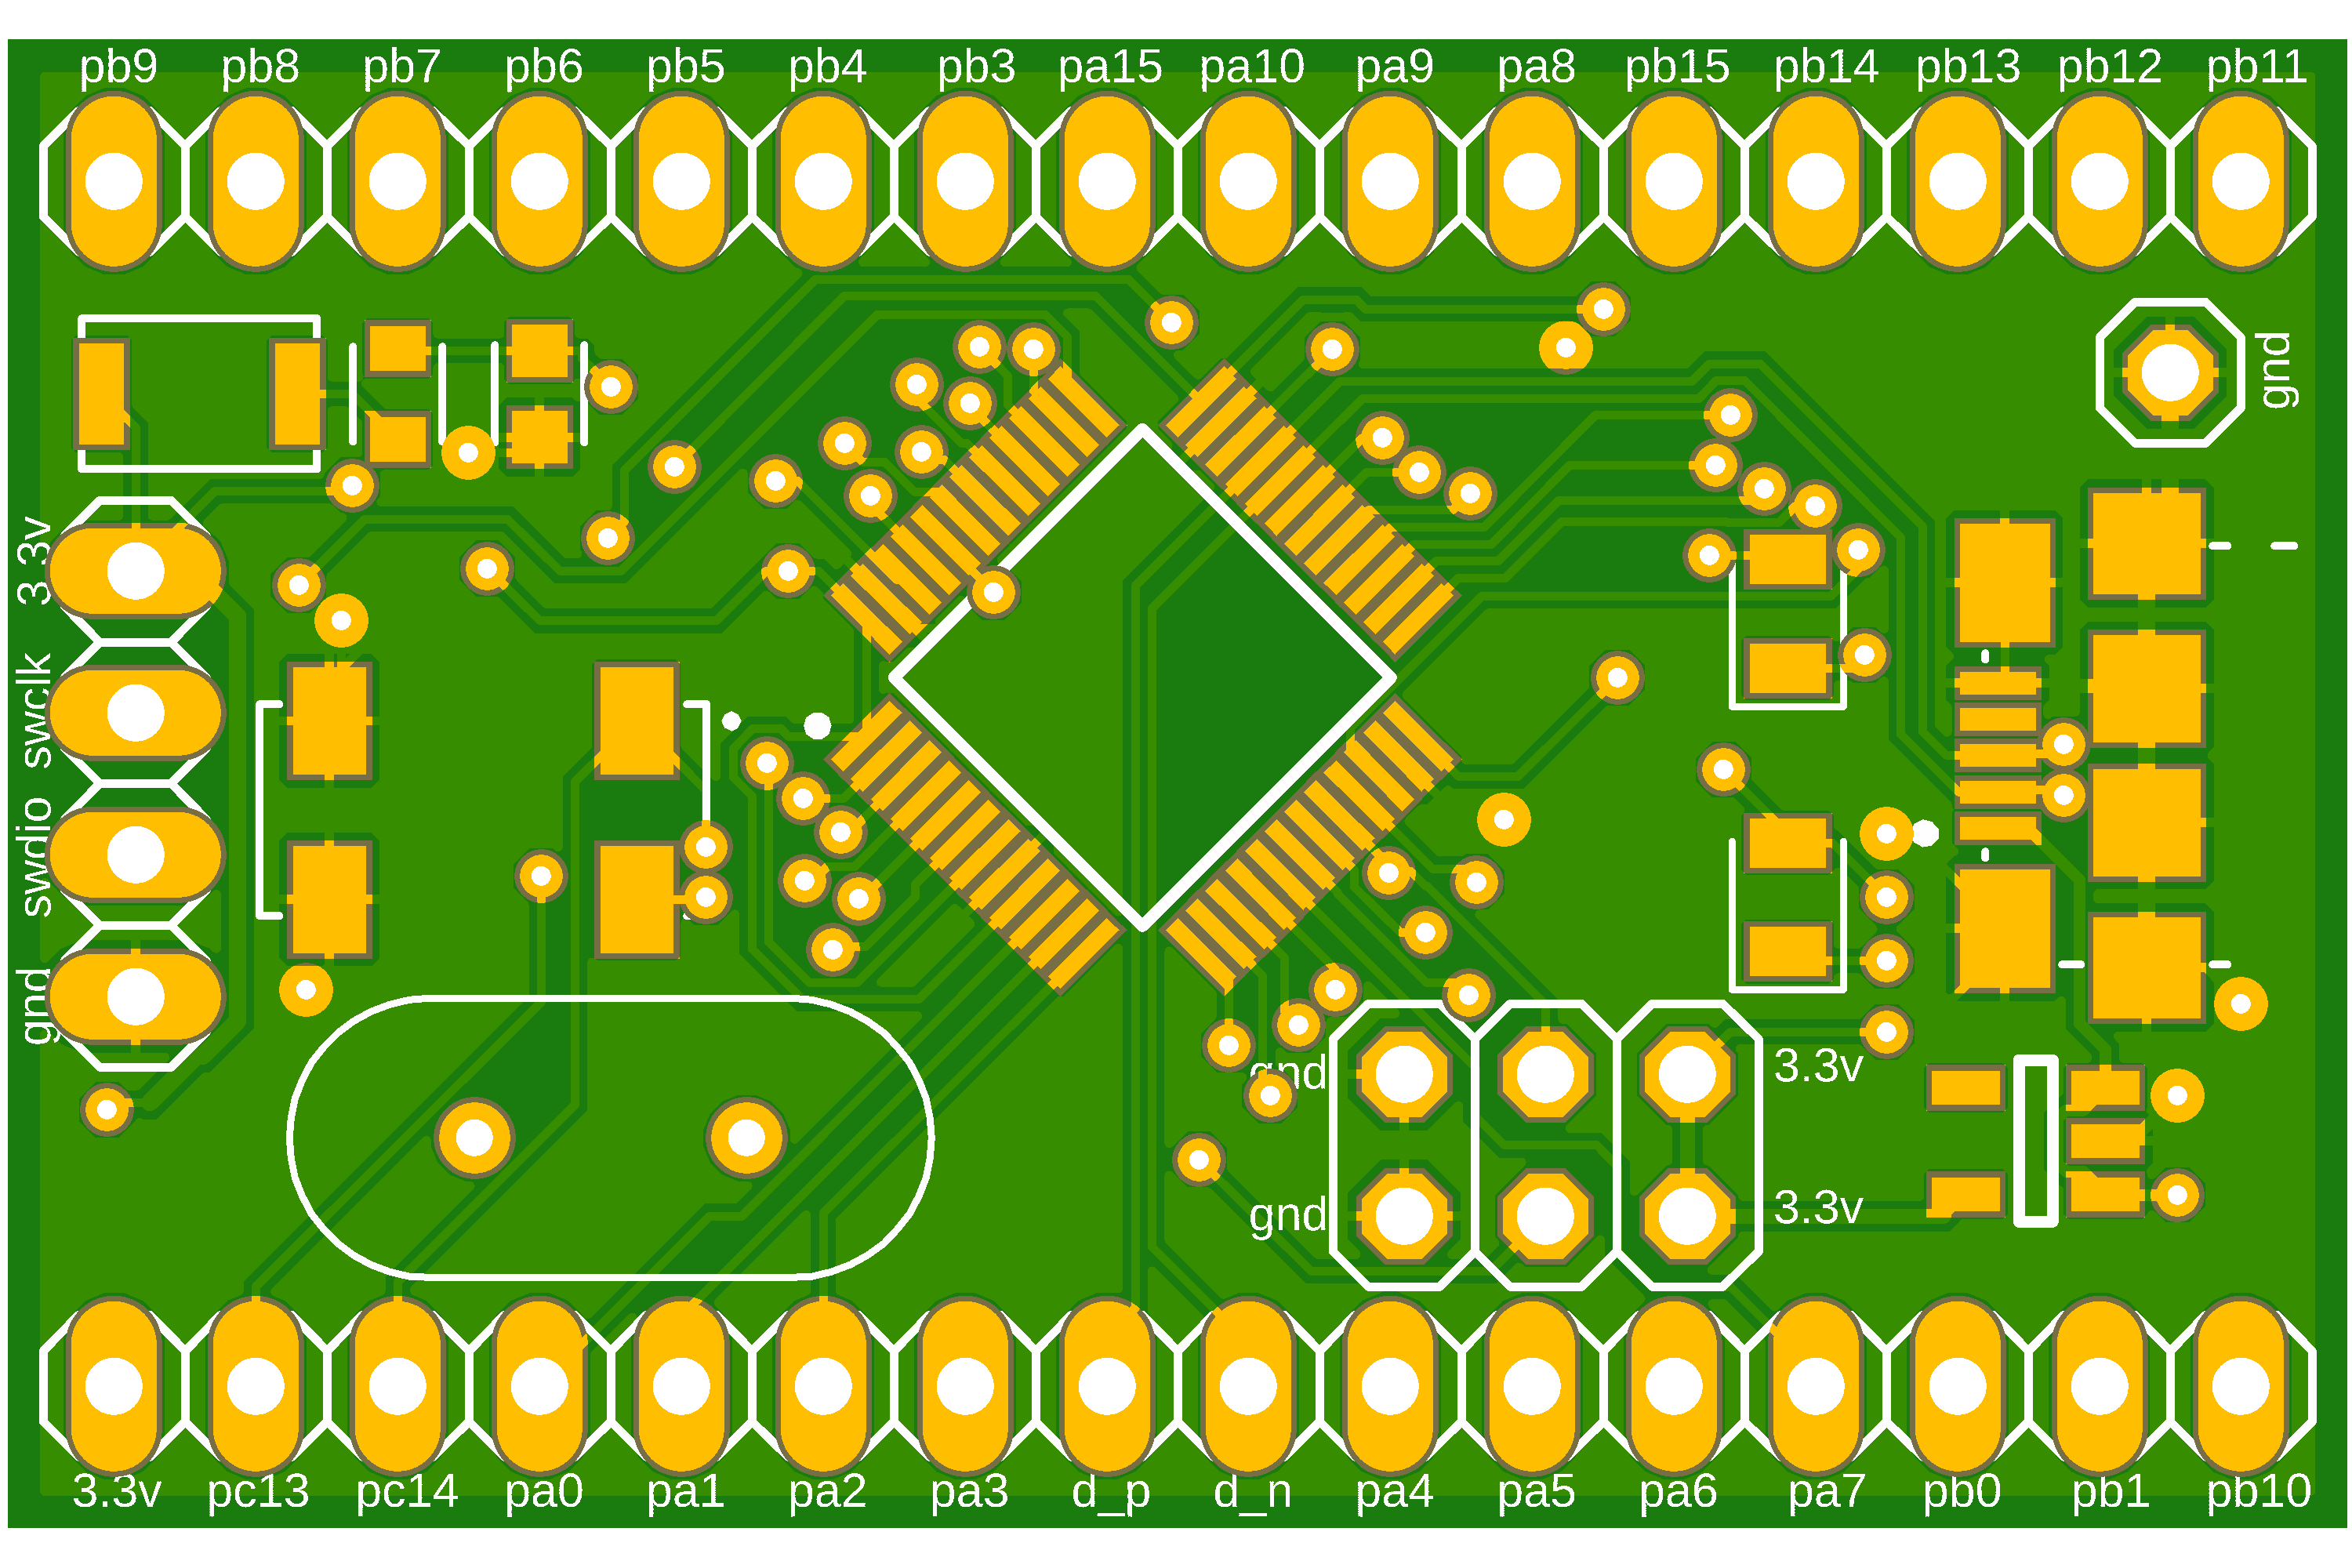 pb9 pb8 pb7 pb6 pb5 pb4 pb3 pa15 pa10 pa9 pa8 pb15 pb14 pb13 pb12 pb11
gnd
3.3v
swclk
swdio
gnd
gnd 3.3v
gnd 3.3v
3.3v pc13 pc14 pa0 pa1 pa2 pa3 d_p d_n pa4 pa5 pa6 pa7 pb0 pb1 pb10